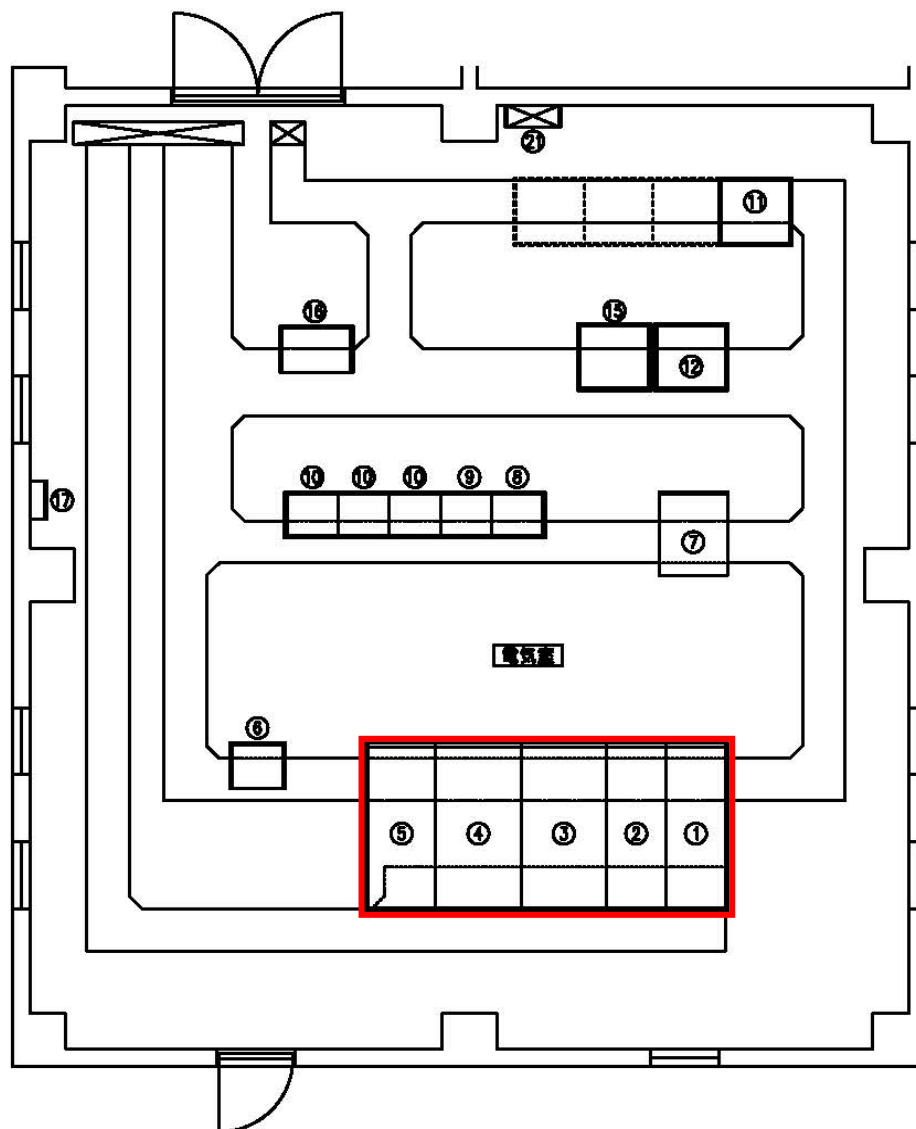 ㉑
⑪
⑯
⑮
⑫
⑩ ⑩ ⑩ ⑨ ⑧
⑰
⑦
電気室
⑥
⑤ ④ ③ ② ①